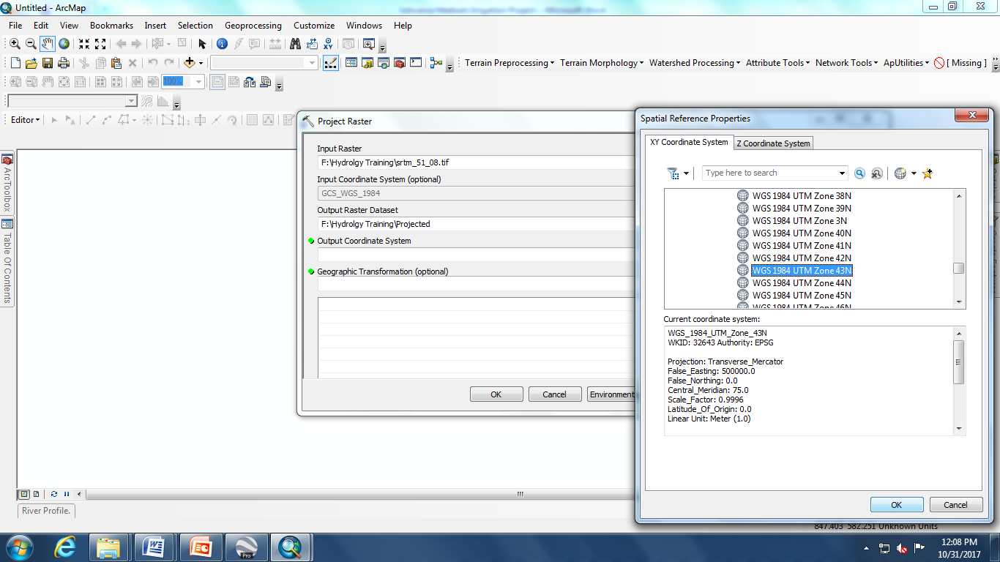 Untitled - ArcMap
File Edit View Bookmarks Insert Selection Geoprocessing Customize Windows Help
Terrain Preprocessing Terrain Morphology Watershed Processing Attribute Tools Network Tools ApUtilities [ Missing ]
100%
Editor
ArcToolbox
Table Of Contents
Project Raster
Input Raster
F:\Hydrolgy Training\srtm_51_08.tif
Input Coordinate System (optional)
GCS_WGS_1984
Output Raster Dataset
F:\Hydrolgy Training\Projected
Output Coordinate System
Geographic Transformation (optional)
OK Cancel Environment
Spatial Reference Properties
XY Coordinate System Z Coordinate System
Type here to search
WGS 1984 UTM Zone 38N
WGS 1984 UTM Zone 39N
WGS 1984 UTM Zone 3N
WGS 1984 UTM Zone 40N
WGS 1984 UTM Zone 41N
WGS 1984 UTM Zone 42N
WGS 1984 UTM Zone 43N
WGS 1984 UTM Zone 44N
WGS 1984 UTM Zone 45N
WGS 1984 UTM Zone 46N
Current coordinate system:
WGS_1984_UTM_Zone_43N
WKID: 32643 Authority: EPSG
Projection: Transverse_Mercator
False_Easting: 500000.0
False_Northing: 0.0
Central_Meridian: 75.0
Scale_Factor: 0.9996
Latitude_Of_Origin: 0.0
Linear Unit: Meter (1.0)
OK Cancel
River Profile.
847.403 582.251 Unknown Units
Pro
12:08 PM
10/31/2017